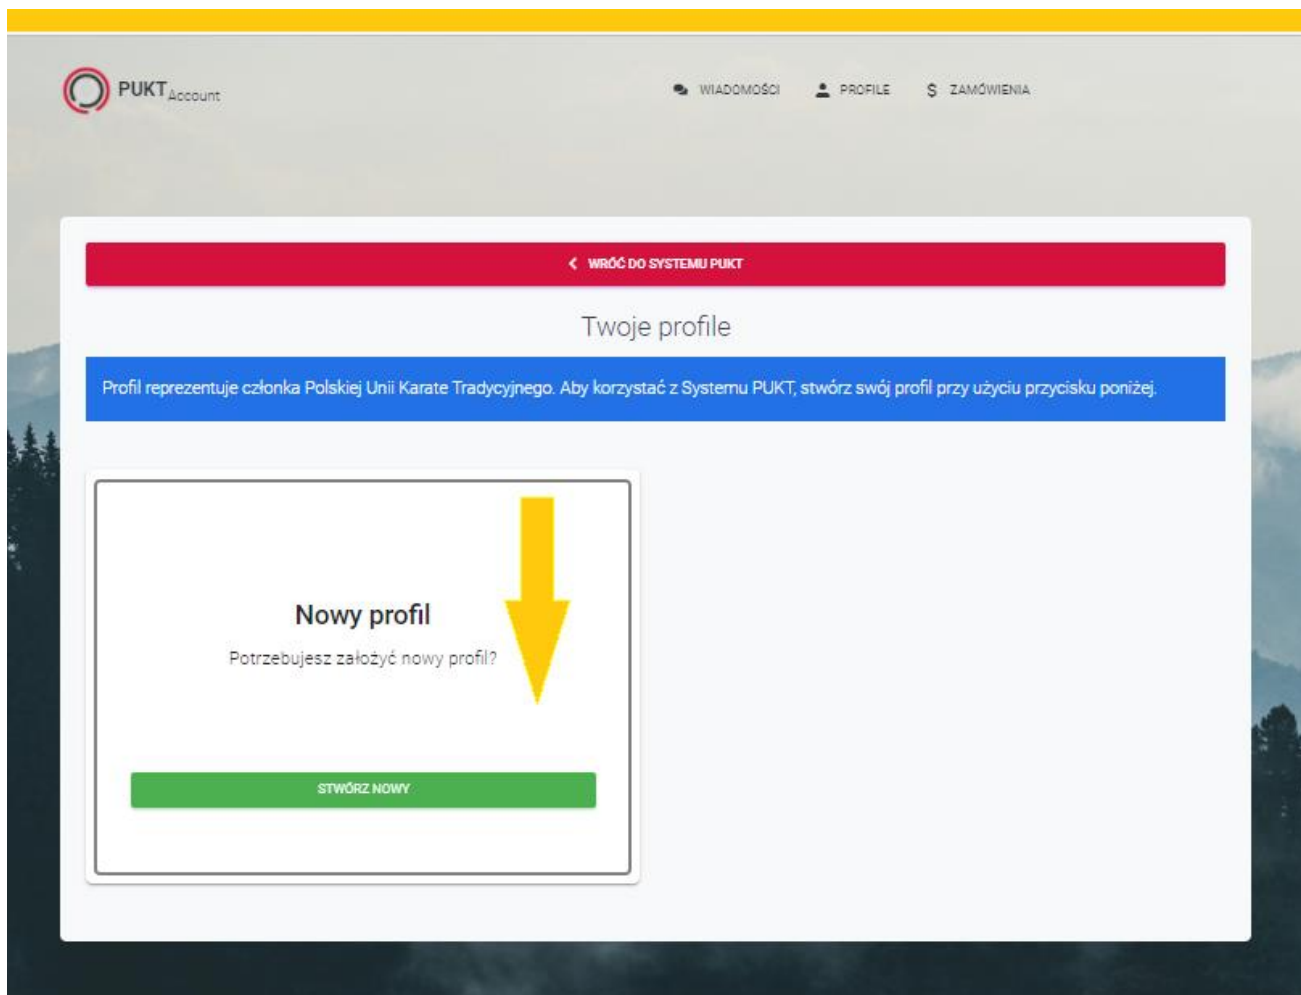 PUKT Account
WIADOMOŚCI PROFILE $ ZAMÓWIENIA
WRÓĆ DO SYSTEMU PUKT
Twoje profile
Profil reprezentuje członka Polskiej Unii Karate Tradycyjnego. Aby korzystać z Systemu PUKT, stwórz swój profil przy użyciu przycisku poniżej.
Nowy profil
Potrzebujesz założyć nowy profil?
STWÓRZ NOWY